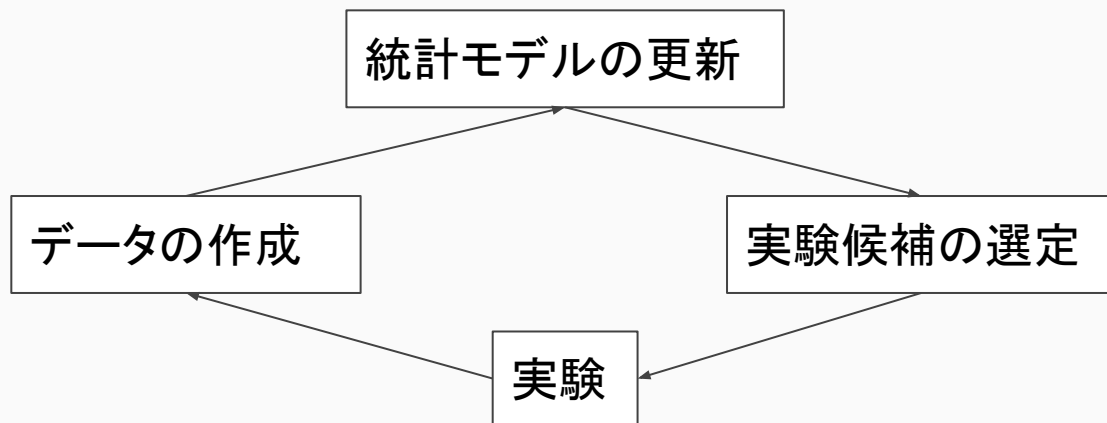 統計モデルの更新
データの作成
実験候補の選定
実験